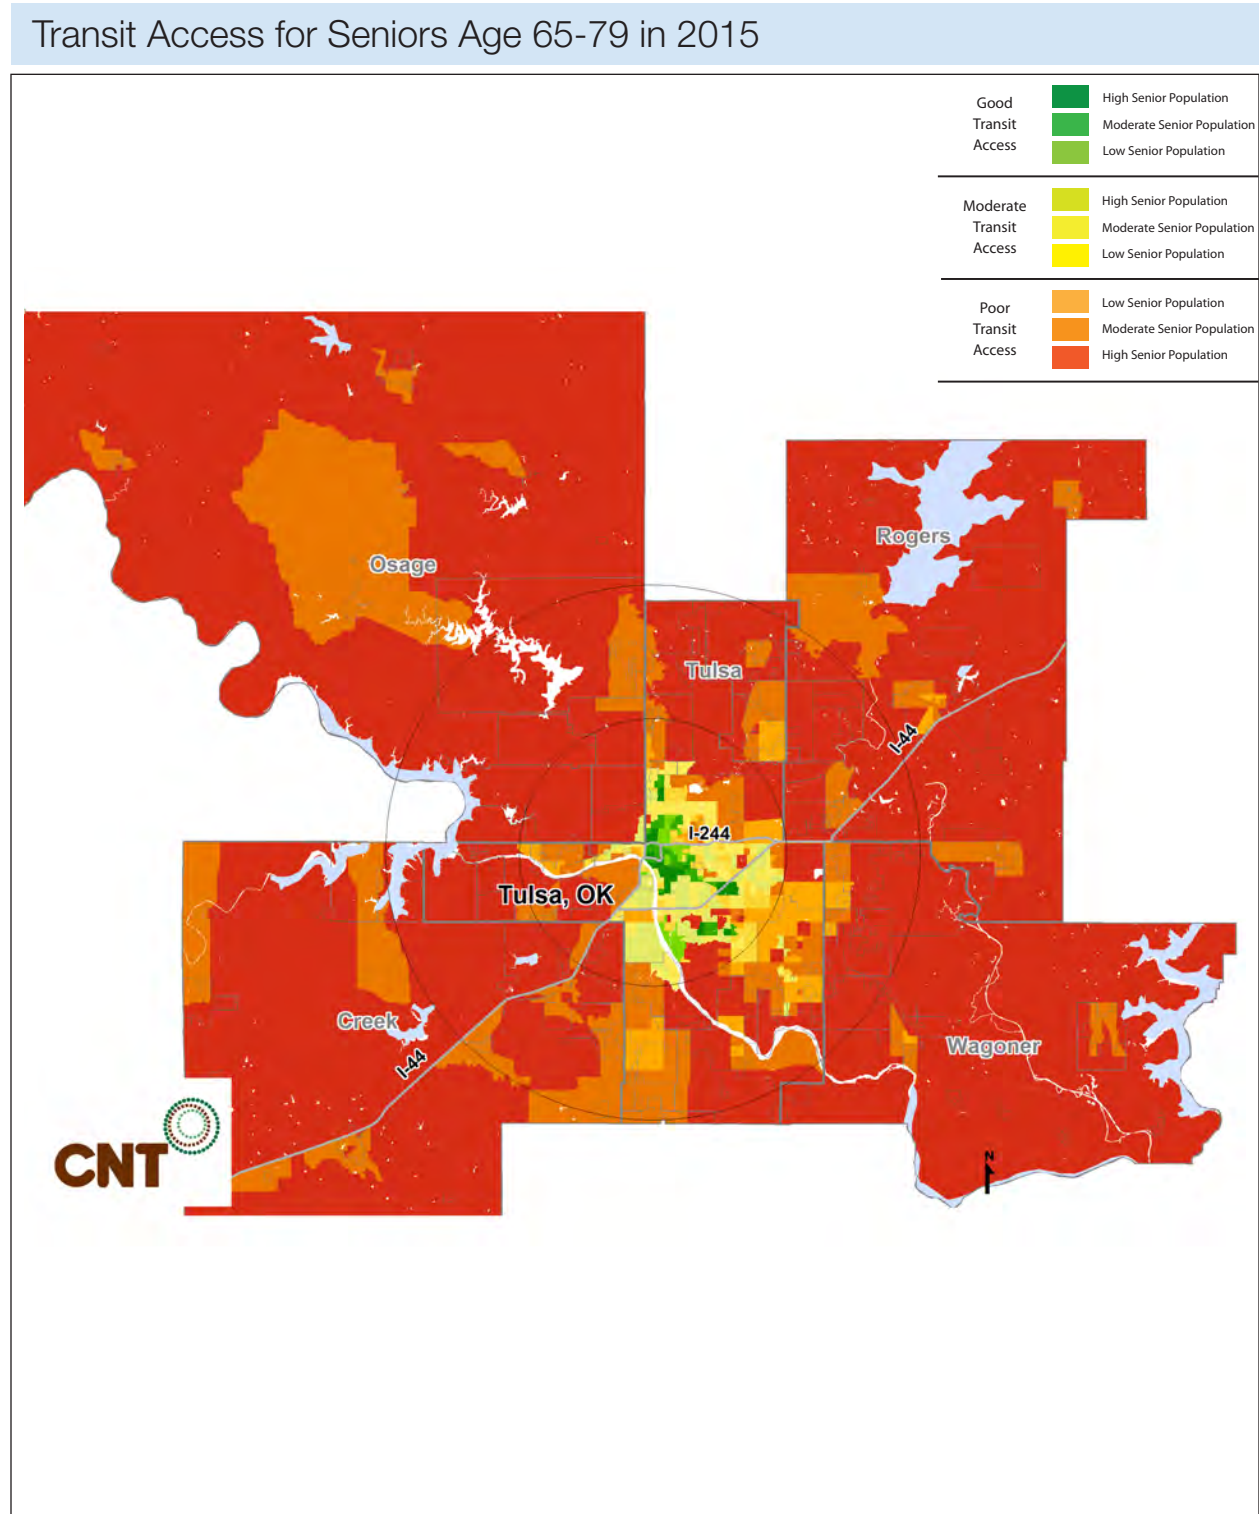 Transit Access for Seniors Age 65-79 in 2015
Good
Transit
Access
High Senior Population
Moderate Senior Population
Low Senior Population
Moderate
Transit
Access
High Senior Population
Moderate Senior Population
Low Senior Population
Poor
Transit
Access
Low Senior Population
Moderate Senior Population
High Senior Population
Rogers
Osage
Tulsa
I-44
I-244
Tulsa, OK
Creek
Wagoner
I-44
CNT
N